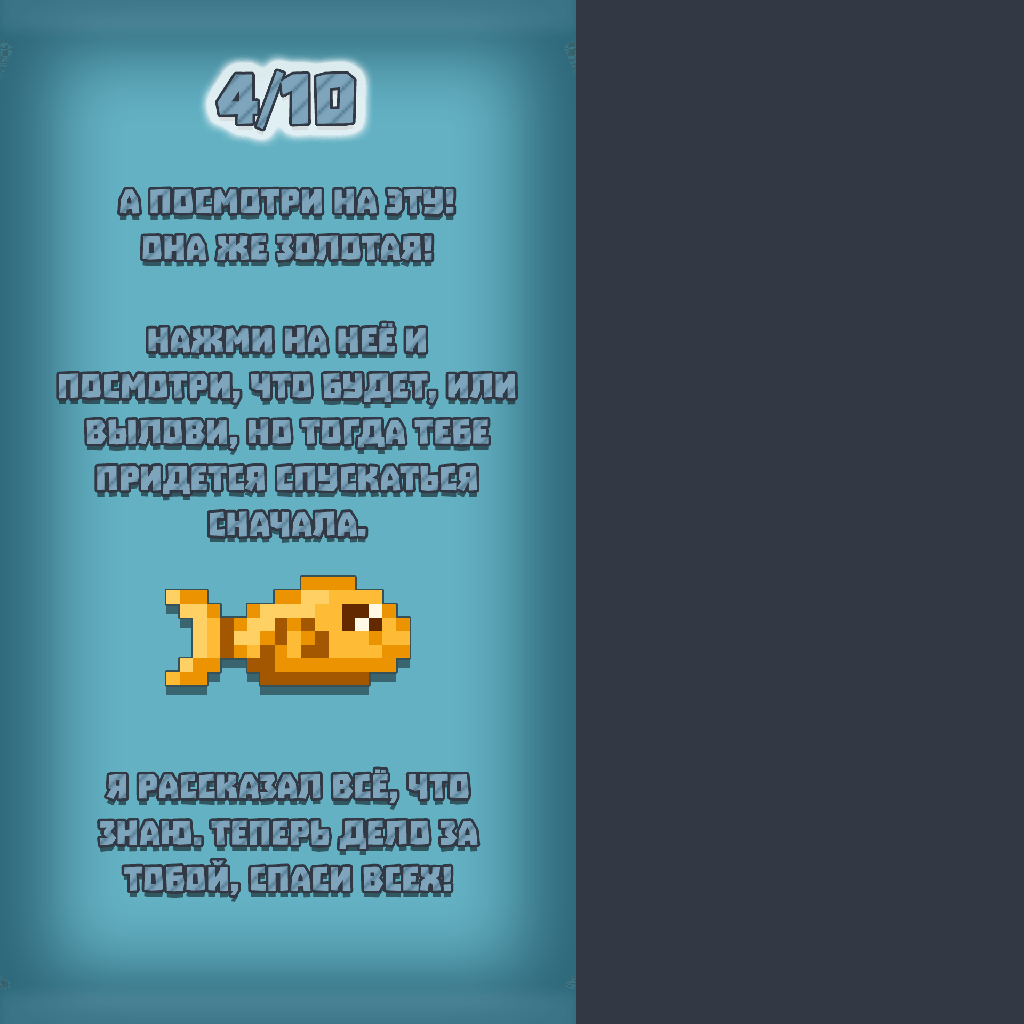 4/10
А ПОСМОТРИ НА ЭТУ!
ОНА ЖЕ ЗОЛОТАЯ!
НАЖМИ НА НЕЁ И
ПОСМОТРИ, ЧТО БУДЕТ, ИЛИ
ВЫЛОВИ, НО ТОГДА ТЕБЕ
ПРИДЕТСЯ СПУСКАТЬСЯ
СНАЧАЛА.
Я РАССКАЗАЛ ВСЁ, ЧТО
ЗНАЮ. ТЕПЕРЬ ДЕЛО ЗА
ТОБОЙ, СПАСИ ВСЕХ!